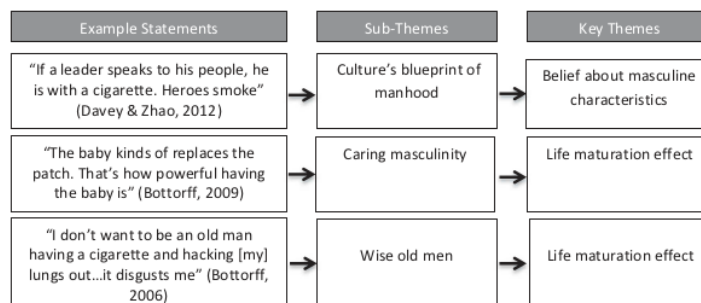 Example Statements
Sub-Themes
Key Themes
“If a leader speaks to his people, he
is with a cigarette. Heroes smoke”
(Davey & Zhao, 2012)
Culture’s blueprint of
manhood
Belief about masculine
characteristics
“The baby kinds of replaces the
patch. That’s how powerful having
the baby is” (Bottorff, 2009)
Caring masculinity
Life maturation effect
“I don’t want to be an old man
having a cigarette and hacking [my]
lungs out…it disgusts me” (Bottorff,
2006)
Wise old men
Life maturation effect